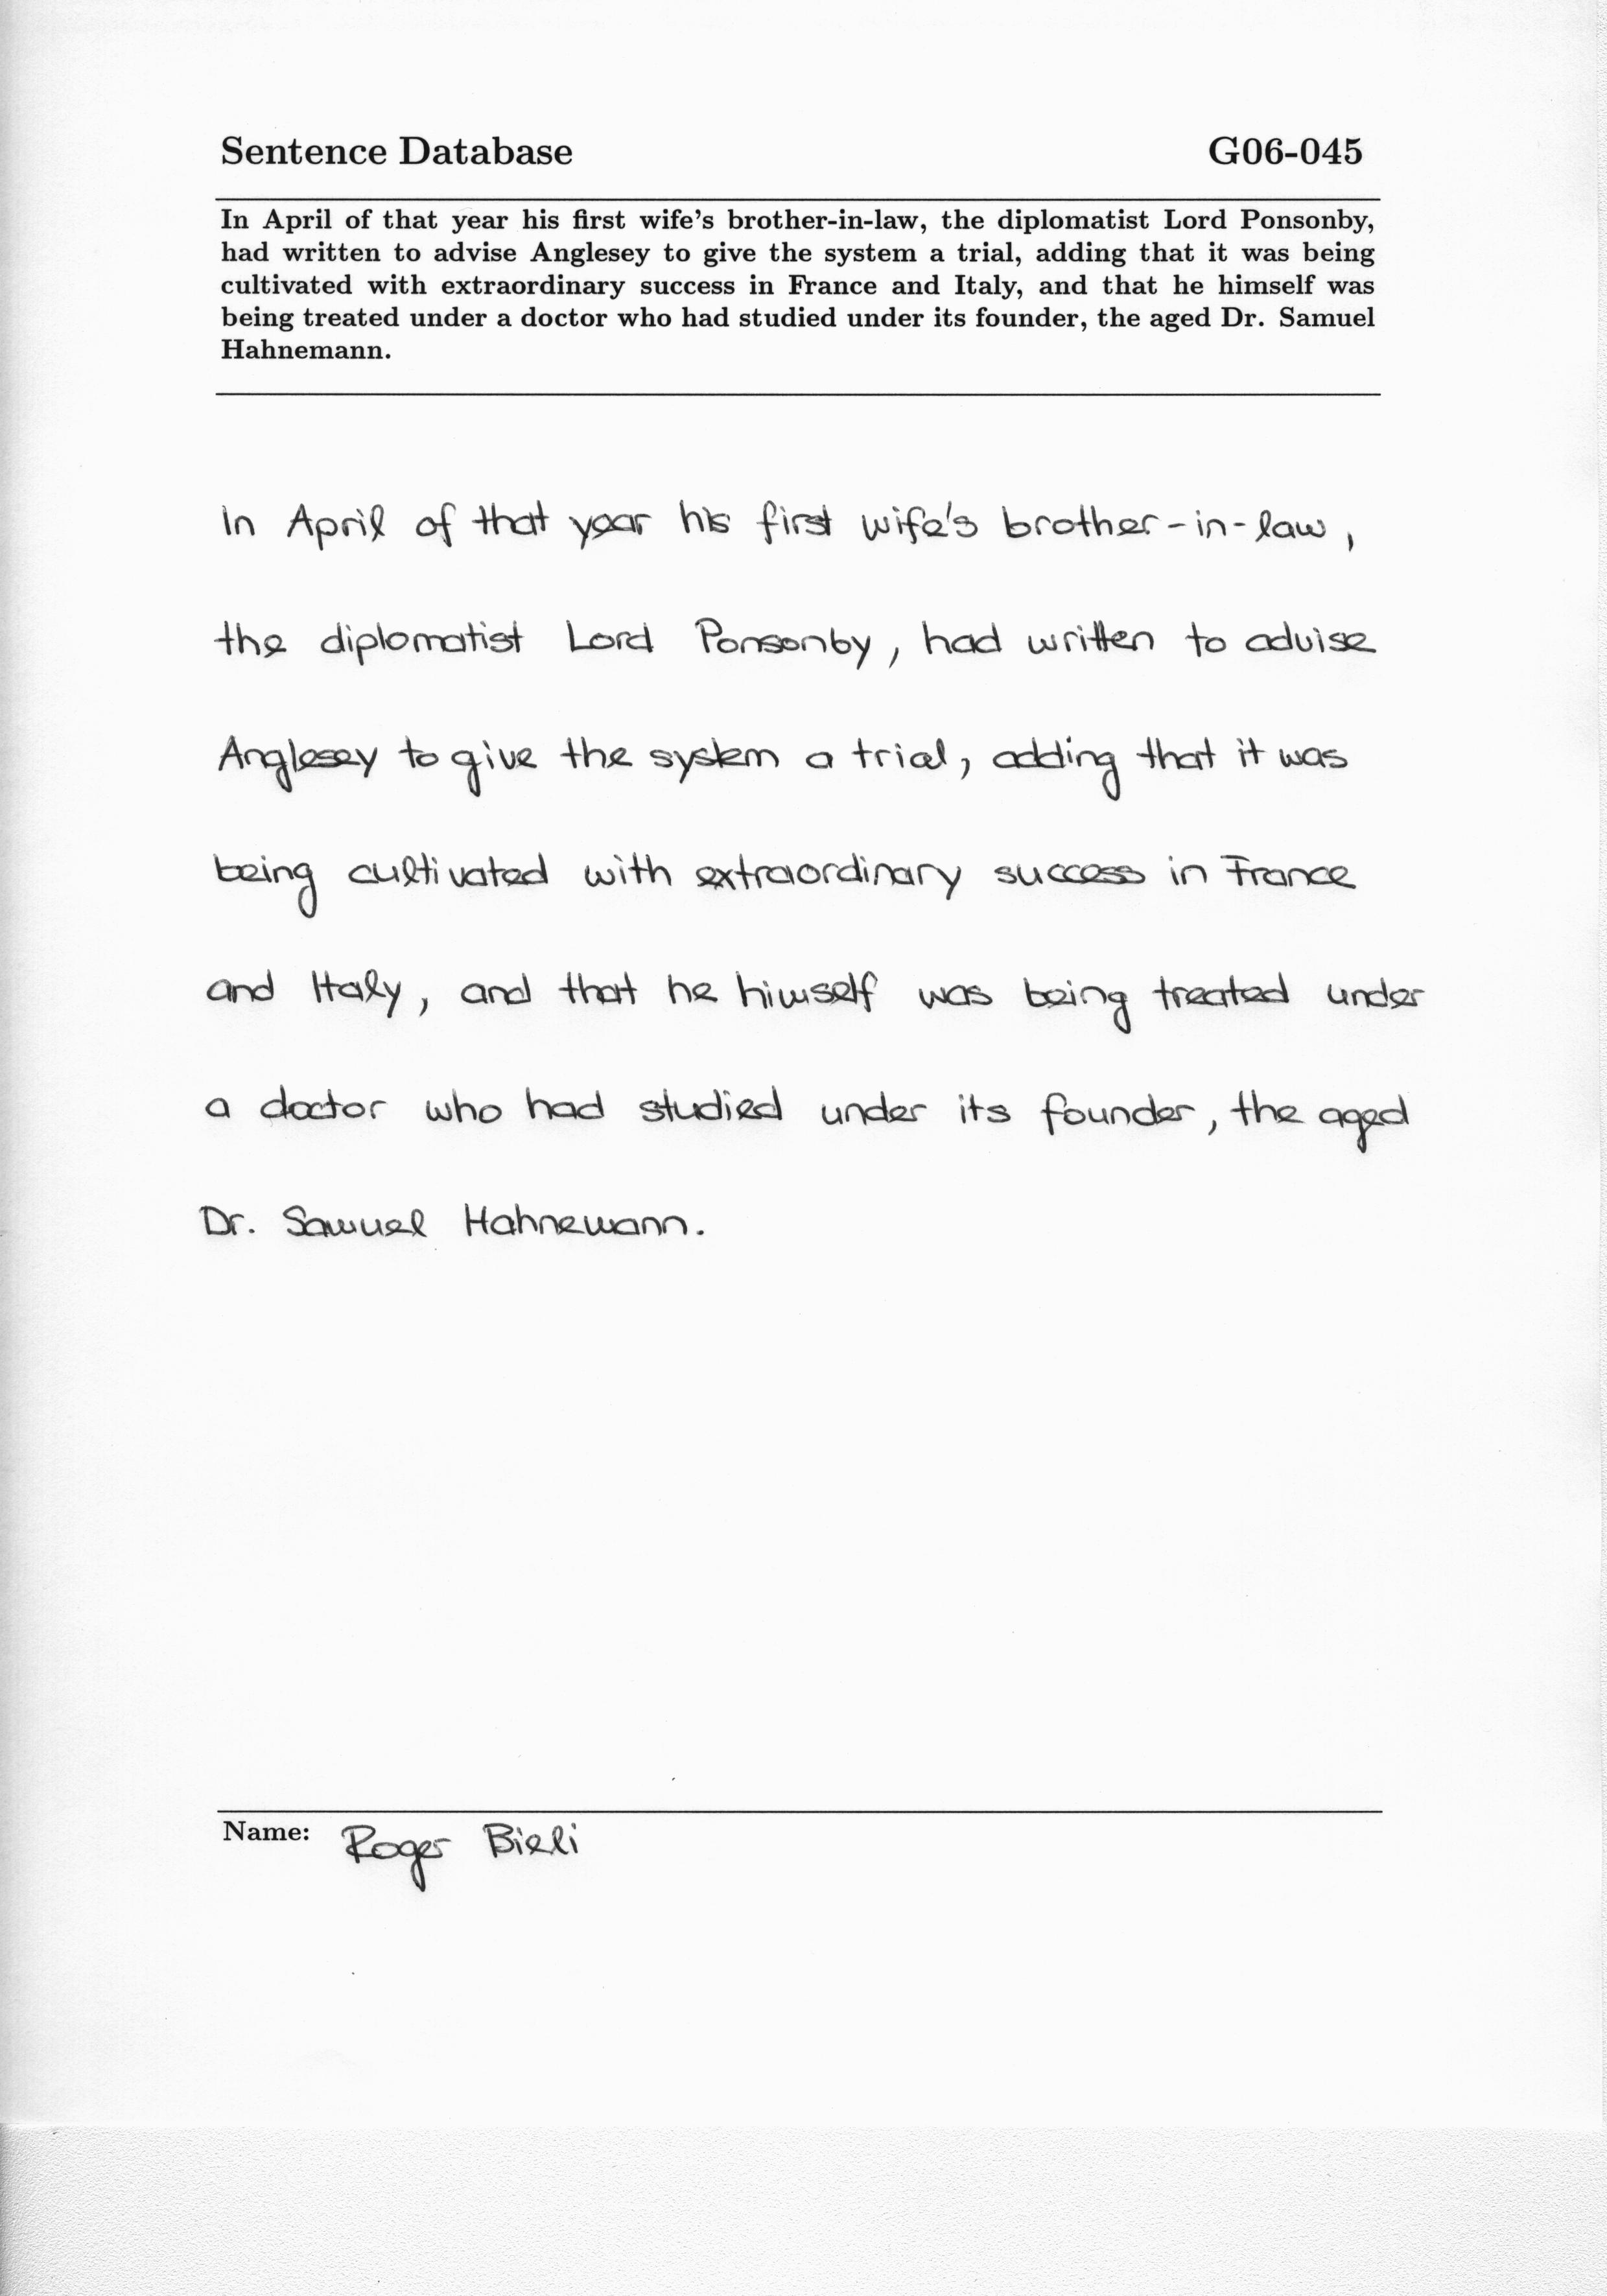 Sentence Database G06-045
In April of that year his first wife's brother-in-law, the diplomatist Lord Ponsonby,
had written to advise Anglesey to give the system a trial, adding that it was being
cultivated with extraordinary success in France and Italy, and that he himself was
being treated under a doctor who had studied under its founder, the aged Dr. Samuel
Hahnemann.
In April of that year his first wife's brother-in-law,
the diplomatist Lord Ponsonby, had written to advise
Anglesey to give the system a trial, adding that it was
being cultivated with extraordinary success in France
and Italy, and that he himself was being treated under
a doctor who had studied under its founder, the aged
Dr. Samuel Hahnemann.
Name: Roger Bieli